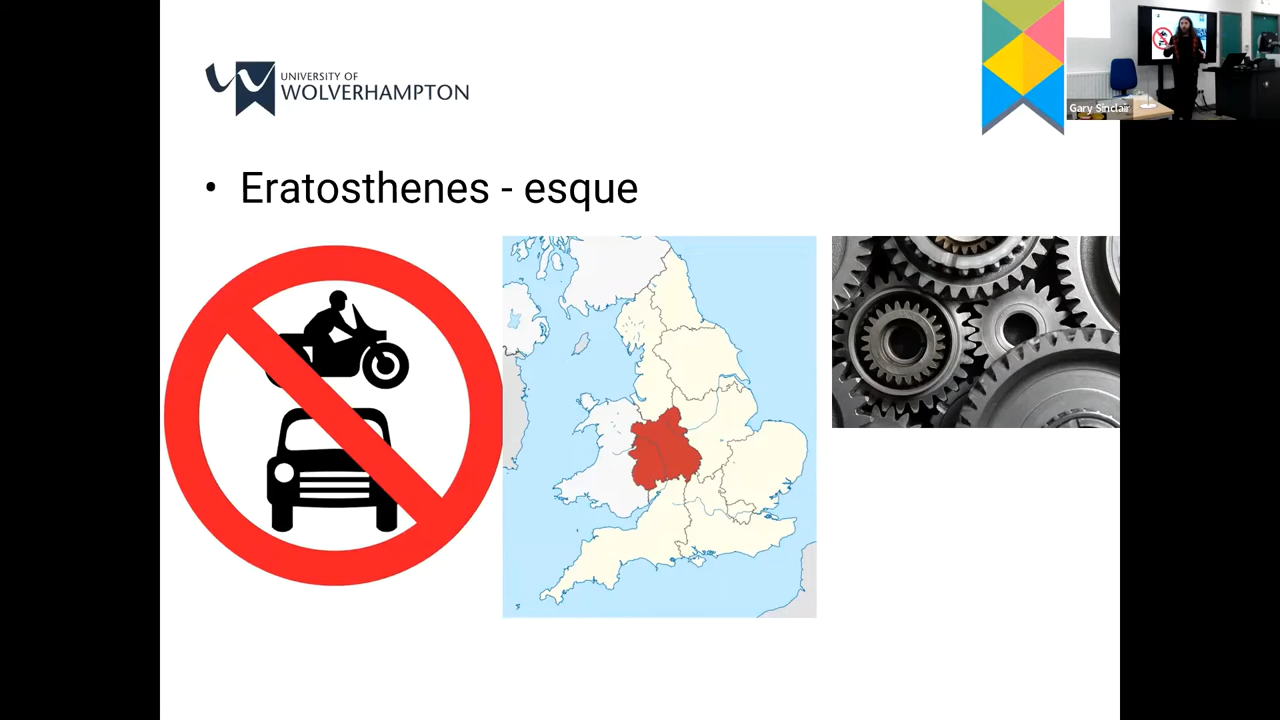 UNIVERSITY OF
WOLVERHAMPTON
Gary Sinclair
• Eratosthenes - esque